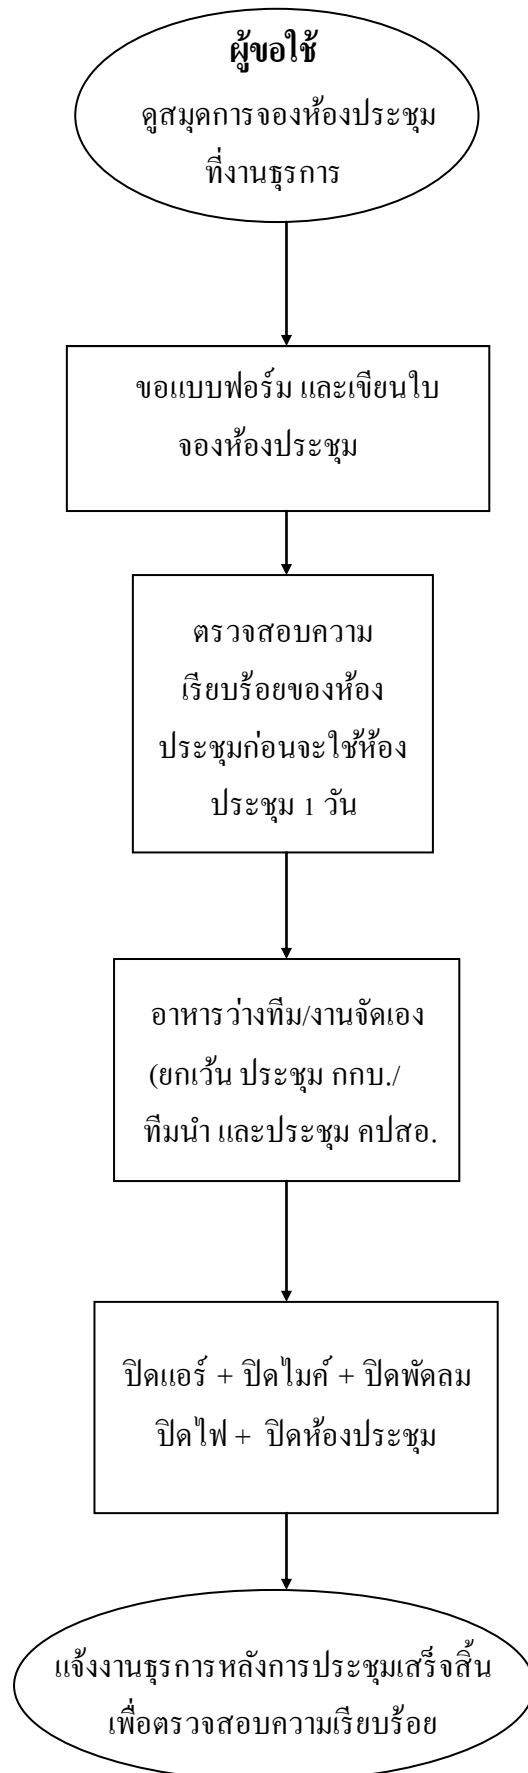 ผู้ขอใช้
ดูสมุดการจองห้องประชุม
ที่งานธุรการ
ขอแบบฟอร์ม และเขียนใบ
จองห้องประชุม
ตรวจสอบความ
เรียบร้อยของห้อง
ประชุมก่อนจะใช้ห้อง
ประชุม 1 วัน
อาหารว่างทีม/งานจัดเอง
(ยกเว้น ประชุม กกบ./
ทีมนำ และประชุม คปสอ.
ปิดแอร์ + ปิดไมค์ + ปิดพัดลม
ปิดไฟ + ปิดห้องประชุม
แจ้งงานธุรการหลังการประชุมเสร็จสิ้น
เพื่อตรวจสอบความเรียบร้อย